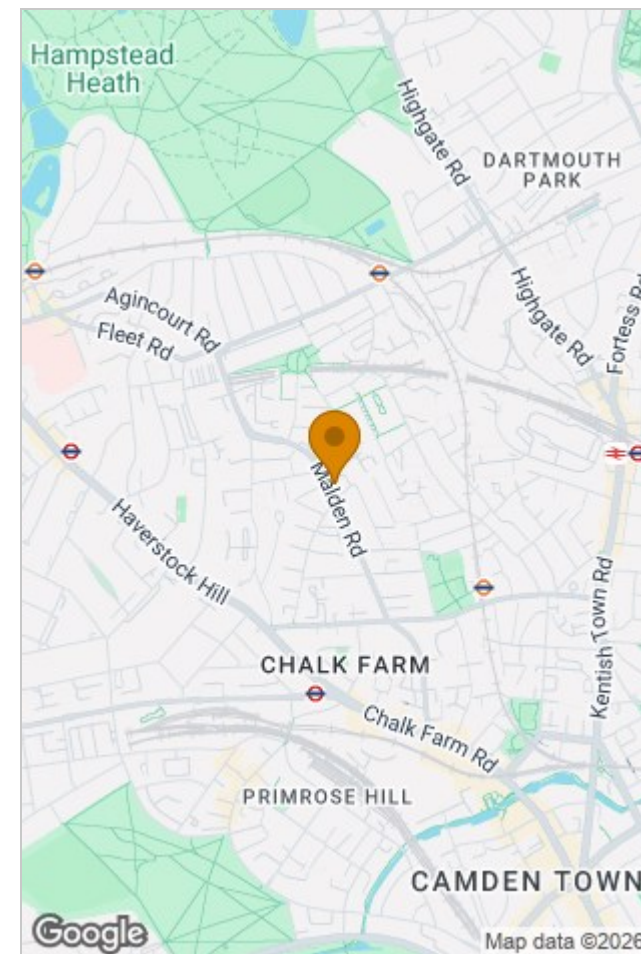 Hampstead
Heath
Highgate Rd
DARTMOUTH
PARK
Agincourt Rd
Fleet Rd
Highgate Rd
Fortess Rd
Malden Rd
Haverstock Hill
Kentish Town Rd
CHALK FARM
Chalk Farm Rd
PRIMROSE HILL
CAMDEN TOWN
Google
Map data ©2026